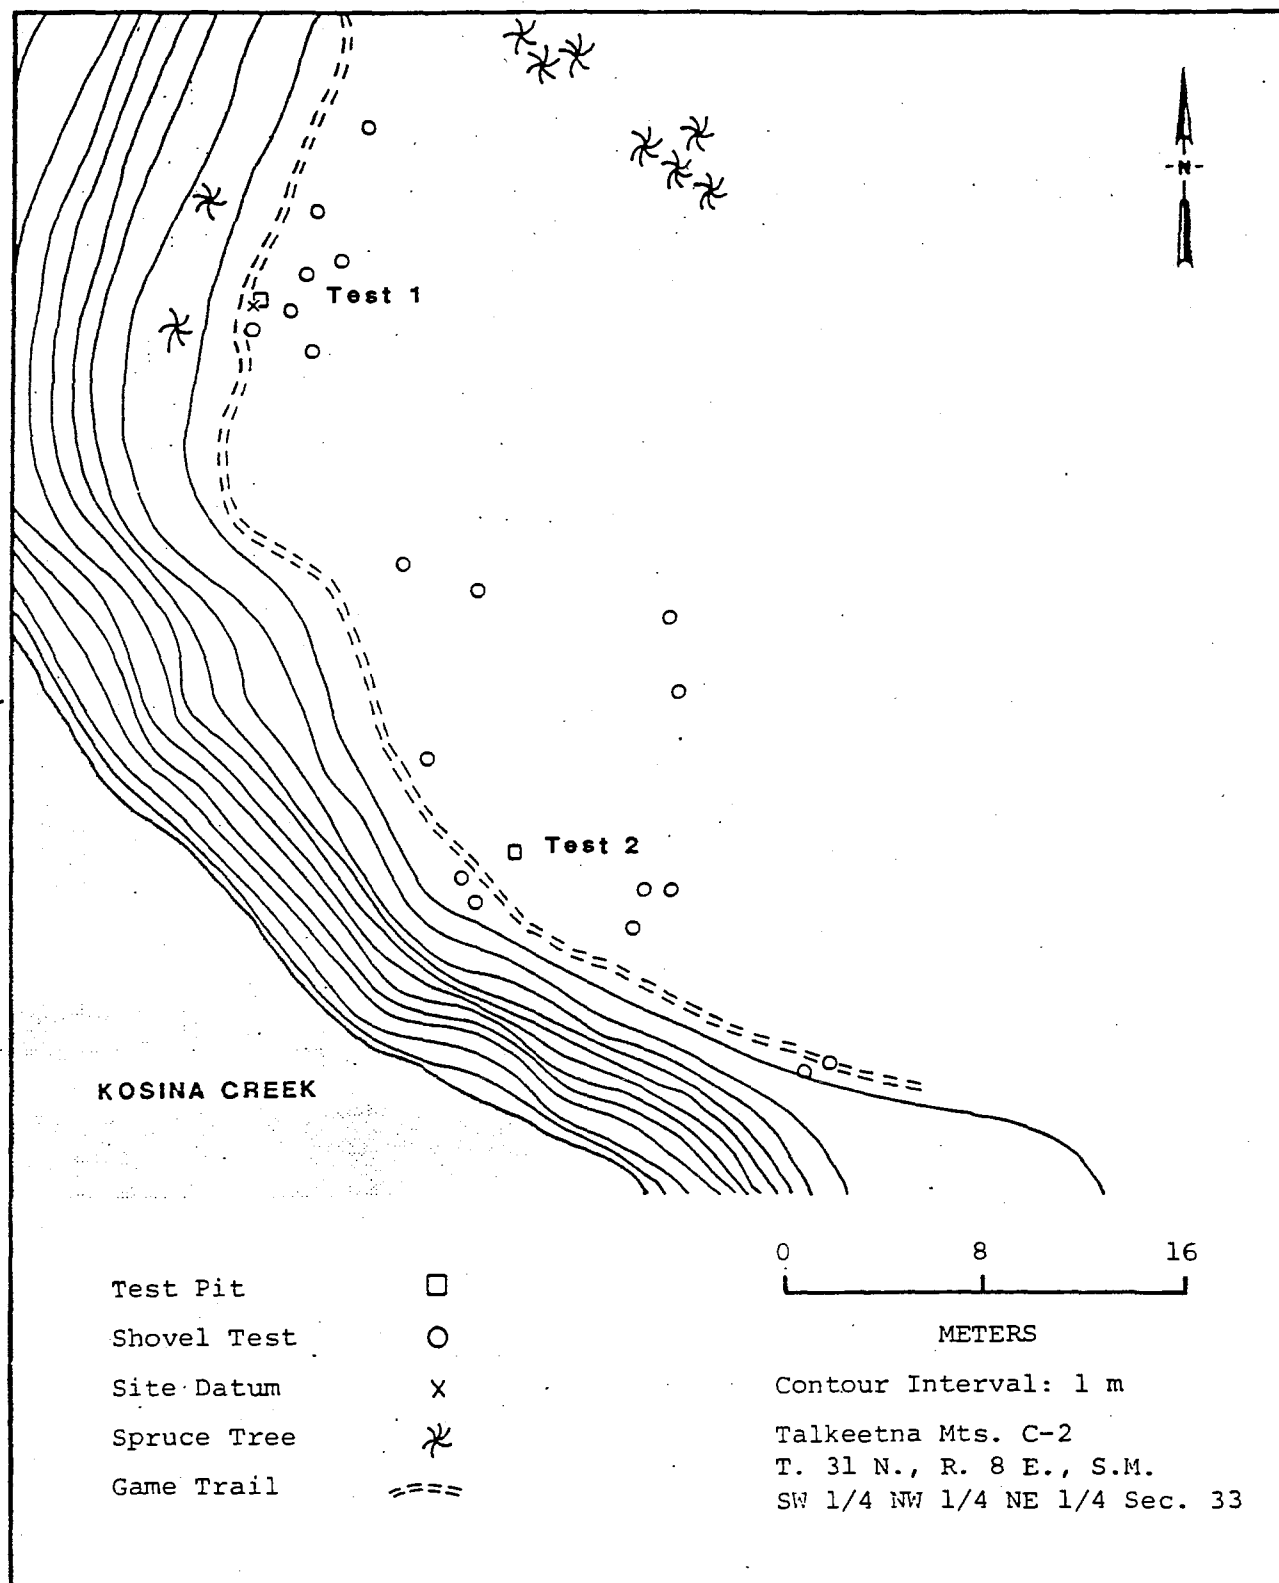 -N-
Test 1
Test 2
KOSINA CREEK
Test Pit
Shovel Test
Site Datum
Spruce Tree
Game Trail
0 8 16
METERS
Contour Interval: 1 m
Talkeetna Mts. C-2
T. 31 N., R. 8 E., S.M.
SW 1/4 NW 1/4 NE 1/4 Sec. 33